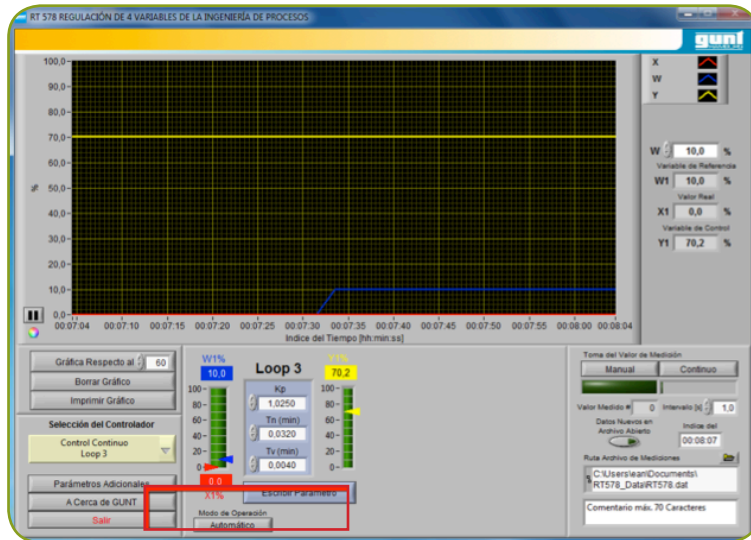 RT 578 REGULACIÓN DE 4 VARIABLES DE LA INGENIERÍA DE PROCESOS
gunt
100,0
90,0
80,0
70,0
60,0
50,0
40,0
30,0
20,0
10,0
0,0
%
00:07:04 00:07:10 00:07:15 00:07:20 00:07:25 00:07:30 00:07:35 00:07:40 00:07:45 00:07:50 00:07:55 00:08:00 00:08:04
Indice del Tiempo [hh:min:ss]
X
W
Y
W 10,0 %
Variable de Referencia
W1 10,0 %
Valor Real
X1 0,0 %
Variable de Control
Y1 70,2 %
Gráfica Respecto al 60
Borrar Gráfico
Imprimir Gráfico
Selección del Controlador
Control Continuo
Loop 3
Parámetros Adicionales
A Cerca de GUNT
Salir
W1%
10,0
100
80
60
40
20
0
0,0
X1%
Loop 3
Kp
1,0250
Tn (min)
0,0320
Tv (min)
0,0040
Escribir Parámetro
Y1%
70,2
100
80
60
40
20
0
Modo de Operación
Automático
Toma del Valor de Medición
Manual Continuo
Valor Medido # 0 Intervalo [s] 1,0
Datos Nuevos en
Archivo Abierto
Indice del
00:08:07
Ruta Archivo de Mediciones
C:\Users\ean\Documents\
RT578_Data\RT578.dat
Comentario máx. 70 Caracteres